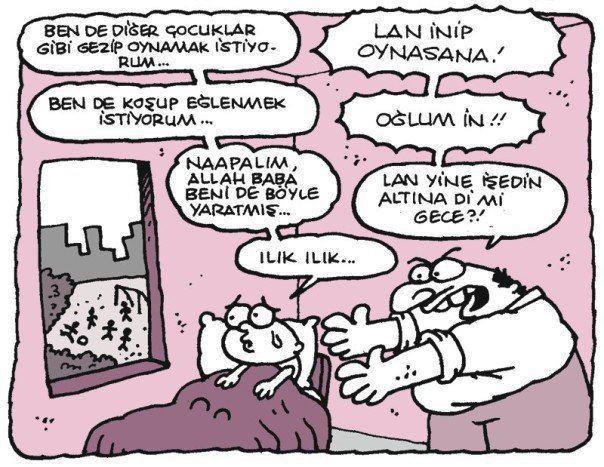 BEN DE DİĞER ÇOCUKLAR
GİBİ GEZİP OYNAMAK İSTİYO-
RUM...
BEN DE KOŞUP EĞLENMEK
İSTİYORUM...
NAAPALIM,
ALLAH BABA
BENİ DE BÖYLE
YARATMIŞ...
ILIK ILIK...
LAN İNİP
OYNASANA!
OĞLUM İN!!
LAN YİNE İŞEDİN
ALTINA Dİ Mİ
GECE?!